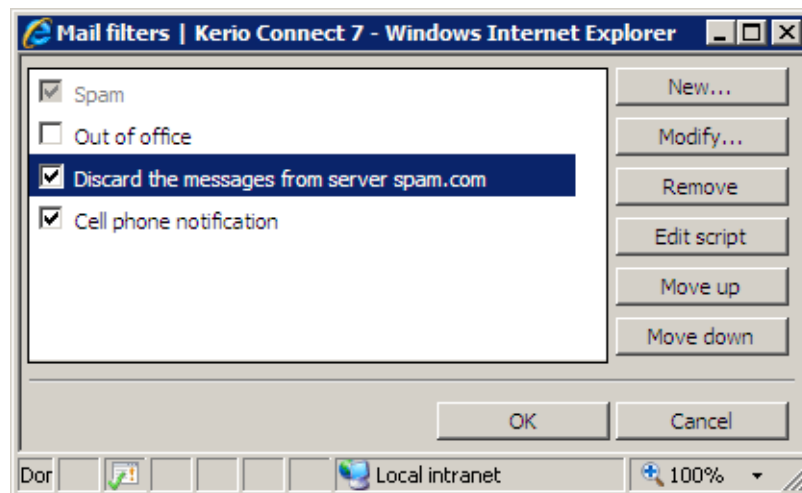 Mail filters | Kerio Connect 7 - Windows Internet Explorer
Spam
Out of office
Discard the messages from server spam.com
Cell phone notification
New...
Modify...
Remove
Edit script
Move up
Move down
OK
Cancel
Dor
Local intranet
100%